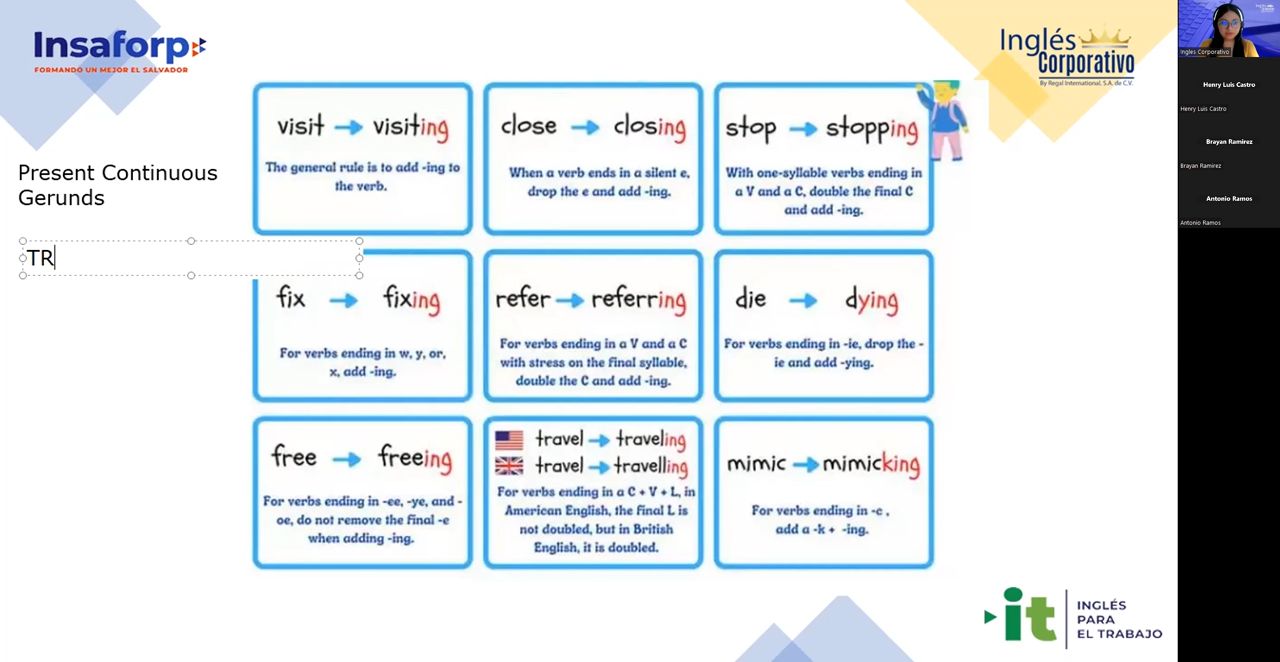 Insaforp
FORMANDO UN MEJOR EL SALVADOR
Inglés
Corporativo
By Regal International, S.A. de C.V.
Present Continuous
Gerunds
TR
visit → visiting
The general rule is to add -ing to
the verb.
close → closing
When a verb ends in a silent e,
drop the e and add -ing.
stop → stopping
With one-syllable verbs ending in
a V and a C, double the final C
and add -ing.
fix → fixing
For verbs ending in w, y, or,
x, add -ing.
refer → referring
For verbs ending in a V and a C
with stress on the final syllable,
double the C and add -ing.
die → dying
For verbs ending in -ie, drop the -
ie and add -ying.
free → freeing
For verbs ending in -ee, -ye, and -
oe, do not remove the final -e
when adding -ing.
travel → traveling
travel → travelling
For verbs ending in a C + V + L, in
American English, the final L is
not doubled, but in British
English, it is doubled.
mimic → mimicking
For verbs ending in -c ,
add a -k + -ing.
it
INGLÉS
PARA
EL TRABAJO
Ingles Corporativo
Henry Luis Castro
Henry Luis Castro
Brayan Ramirez
Brayan Ramirez
Antonio Ramos
Antonio Ramos